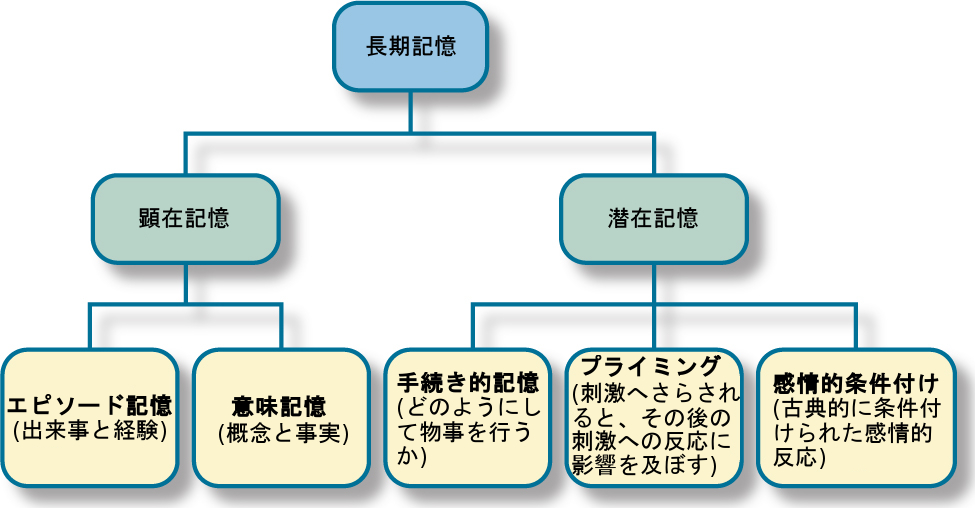 長期記憶
顕在記憶
潜在記憶
エピソード記憶
(出来事と経験)
意味記憶
(概念と事実)
手続き的記憶
(どのようにし
て物事を行う
か)
プライミング
(刺激へさらされ
ると、その後の
刺激への反応に
影響を及ぼす)
感情的条件付け
(古典的に条件付
けられた感情的
反応)